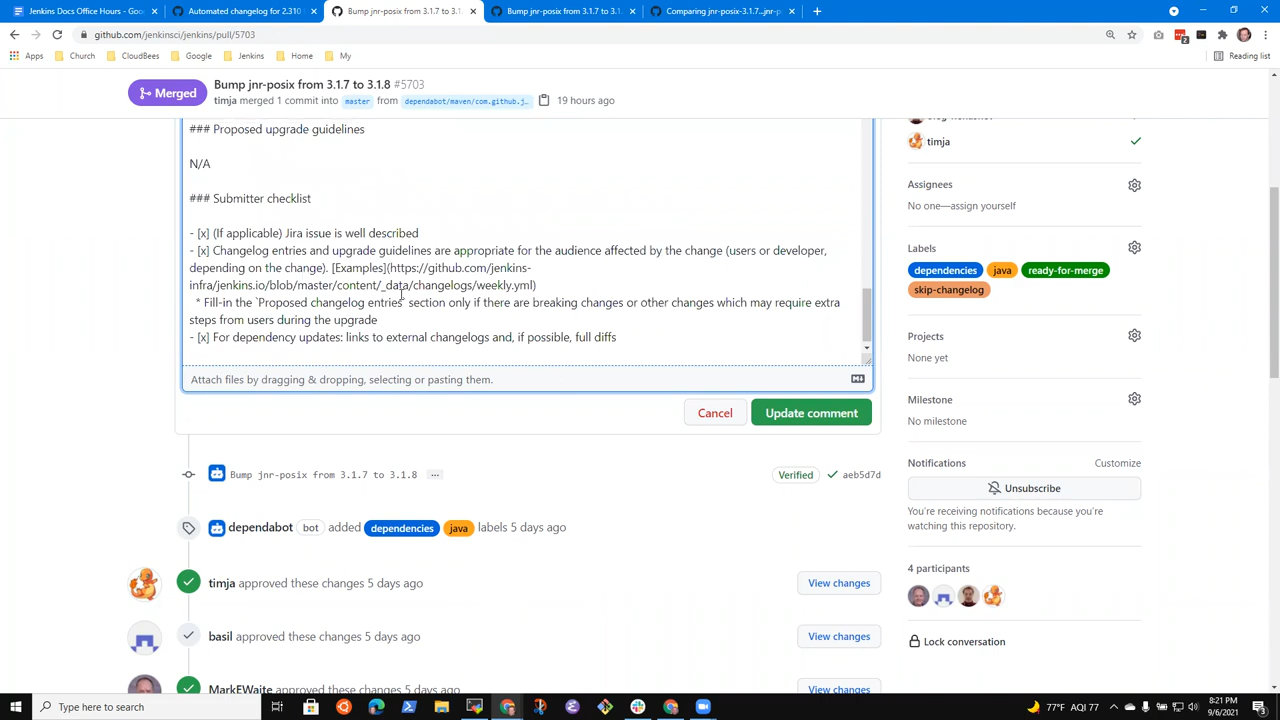 Jenkins Docs Office Hours - Goo
Automated changelog for 2.310
Bump jnr-posix from 3.1.7 to 3.1
Bump jnr-posix from 3.1.7 to 3.1
Comparing jnr-posix-3.1.7...jnr-p
github.com/jenkinsci/jenkins/pull/5703
Apps
Church
CloudBees
Google
Jenkins
Home
My
Reading list
Merged
Bump jnr-posix from 3.1.7 to 3.1.8 #5703
timja merged 1 commit into master from dependabot/maven/com.github.j… 19 hours ago
### Proposed upgrade guidelines
N/A
### Submitter checklist
- [x] (If applicable) Jira issue is well described
- [x] Changelog entries and upgrade guidelines are appropriate for the audience affected by the change (users or developer,
depending on the change). [Examples](https://github.com/jenkins-
infra/jenkins.io/blob/master/content/_data/changelogs/weekly.yml)
* Fill-in the `Proposed changelog entries` section only if there are breaking changes or other changes which may require extra
steps from users during the upgrade
- [x] For dependency updates: links to external changelogs and, if possible, full diffs
Attach files by dragging & dropping, selecting or pasting them.
Cancel
Update comment
Bump jnr-posix from 3.1.7 to 3.1.8 …
Verified
aeb5d7d
dependabot bot added dependencies java labels 5 days ago
timja approved these changes 5 days ago
View changes
basil approved these changes 5 days ago
View changes
MarkEWaite approved these changes 5 days ago
View changes
timja
Assignees
No one—assign yourself
Labels
dependencies
java
ready-for-merge
skip-changelog
Projects
None yet
Milestone
No milestone
Notifications
Customize
Unsubscribe
You're receiving notifications because you're
watching this repository.
4 participants
Lock conversation
Type here to search
77°F AQI 77
8:21 PM
9/6/2021